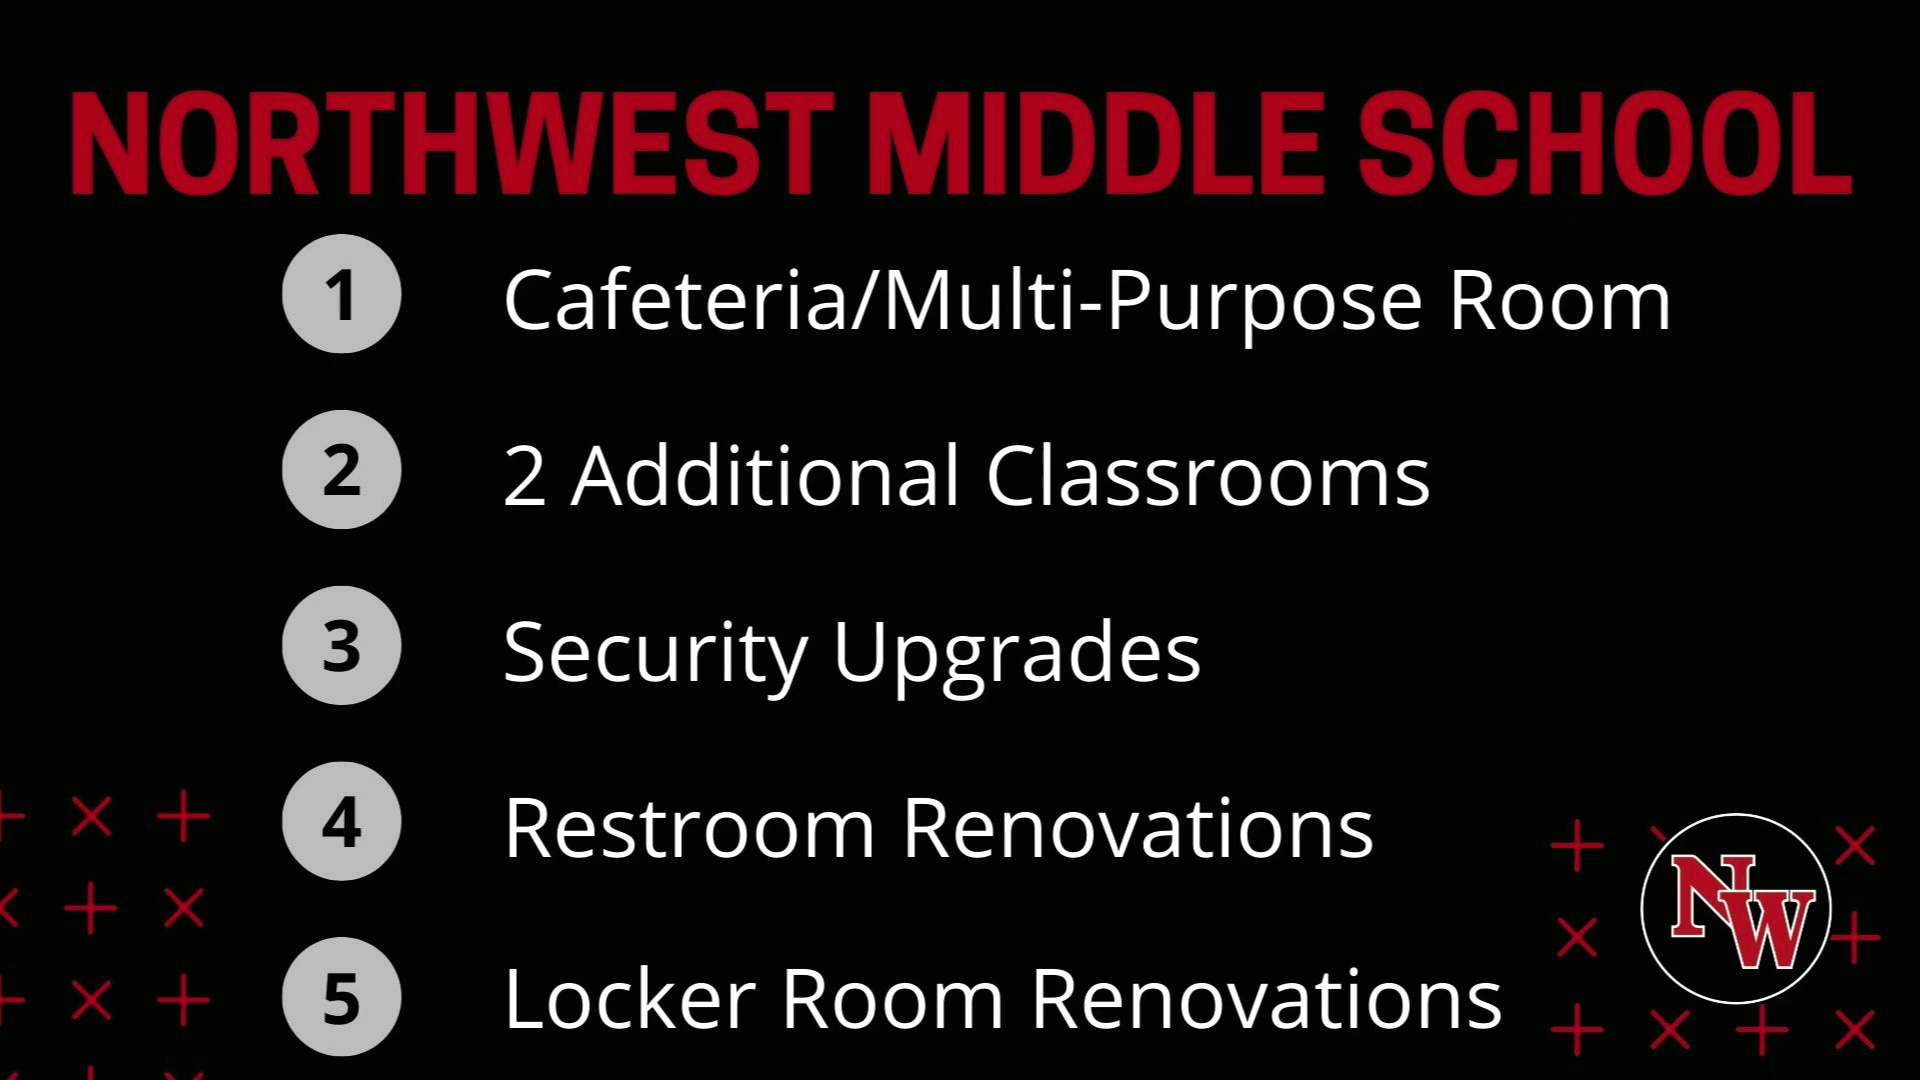 NORTHWEST MIDDLE SCHOOL
1 Cafeteria/Multi-Purpose Room
2 2 Additional Classrooms
3 Security Upgrades
4 Restroom Renovations
5 Locker Room Renovations
NW